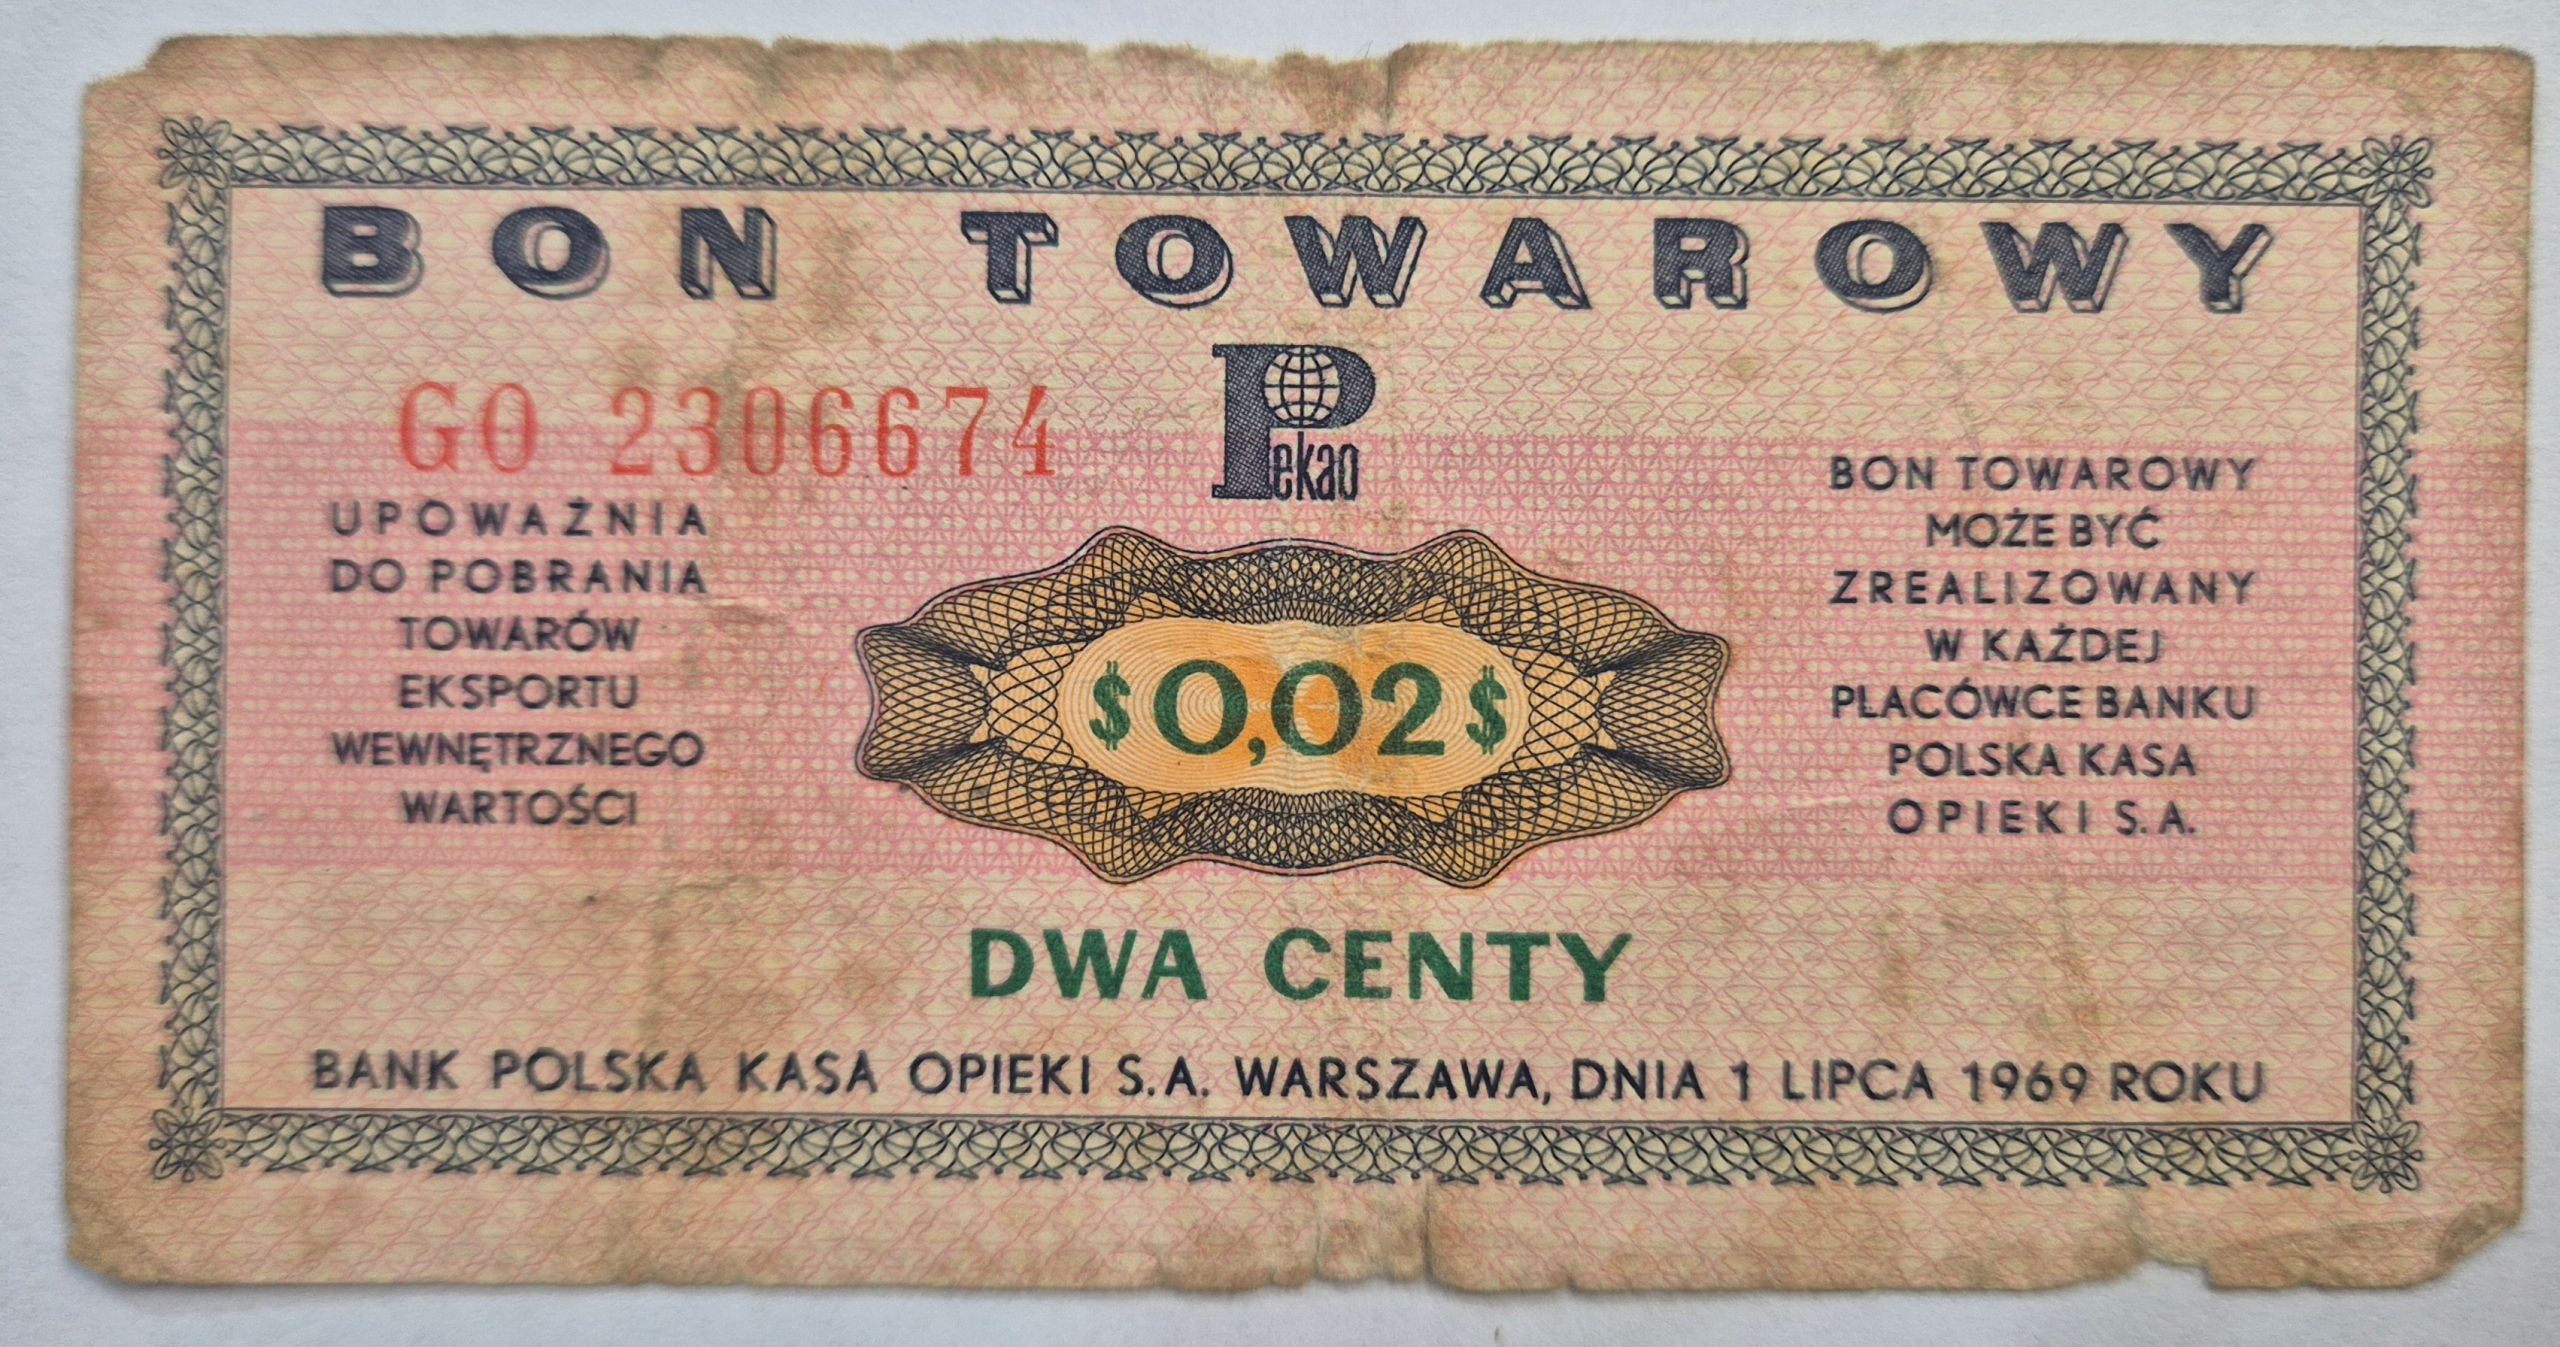 BON TOWAROWY
Pekao
GO 2306674
UPOWAŻNIA
DO POBRANIA
TOWARÓW
EKSPORTU
WEWNĘTRZNEGO
WARTOŚCI
$0,02$
BON TOWAROWY
MOŻE BYĆ
ZREALIZOWANY
W KAŻDEJ
PLACÓWCE BANKU
POLSKA KASA
OPIEKI S.A.
DWA CENTY
BANK POLSKA KASA OPIEKI S.A. WARSZAWA, DNIA 1 LIPCA 1969 ROKU